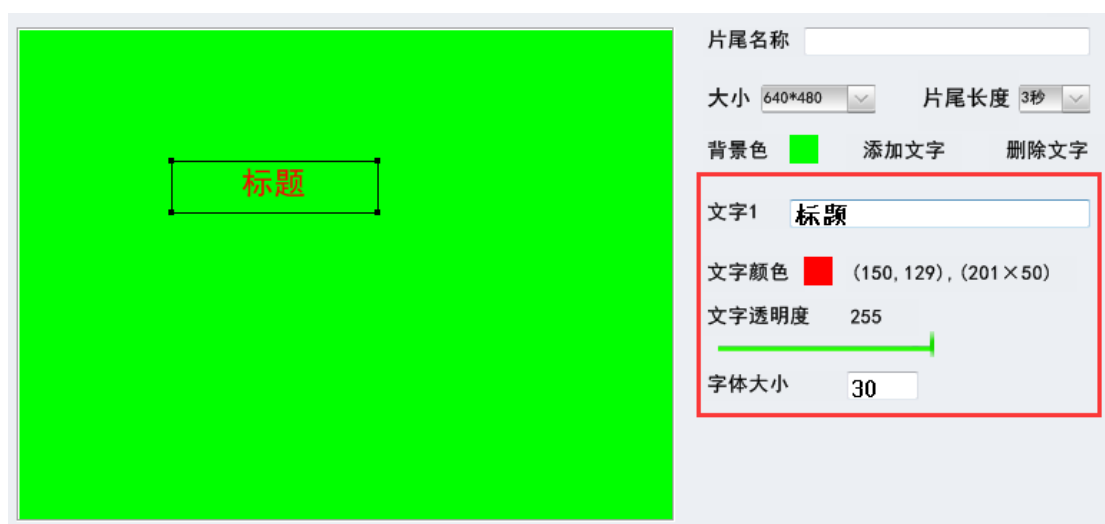 标题
片尾名称
大小 640*480 片尾长度 3秒
背景色 添加文字 删除文字
文字1 标题
文字颜色 (150,129),(201×50)
文字透明度 255
字体大小 30